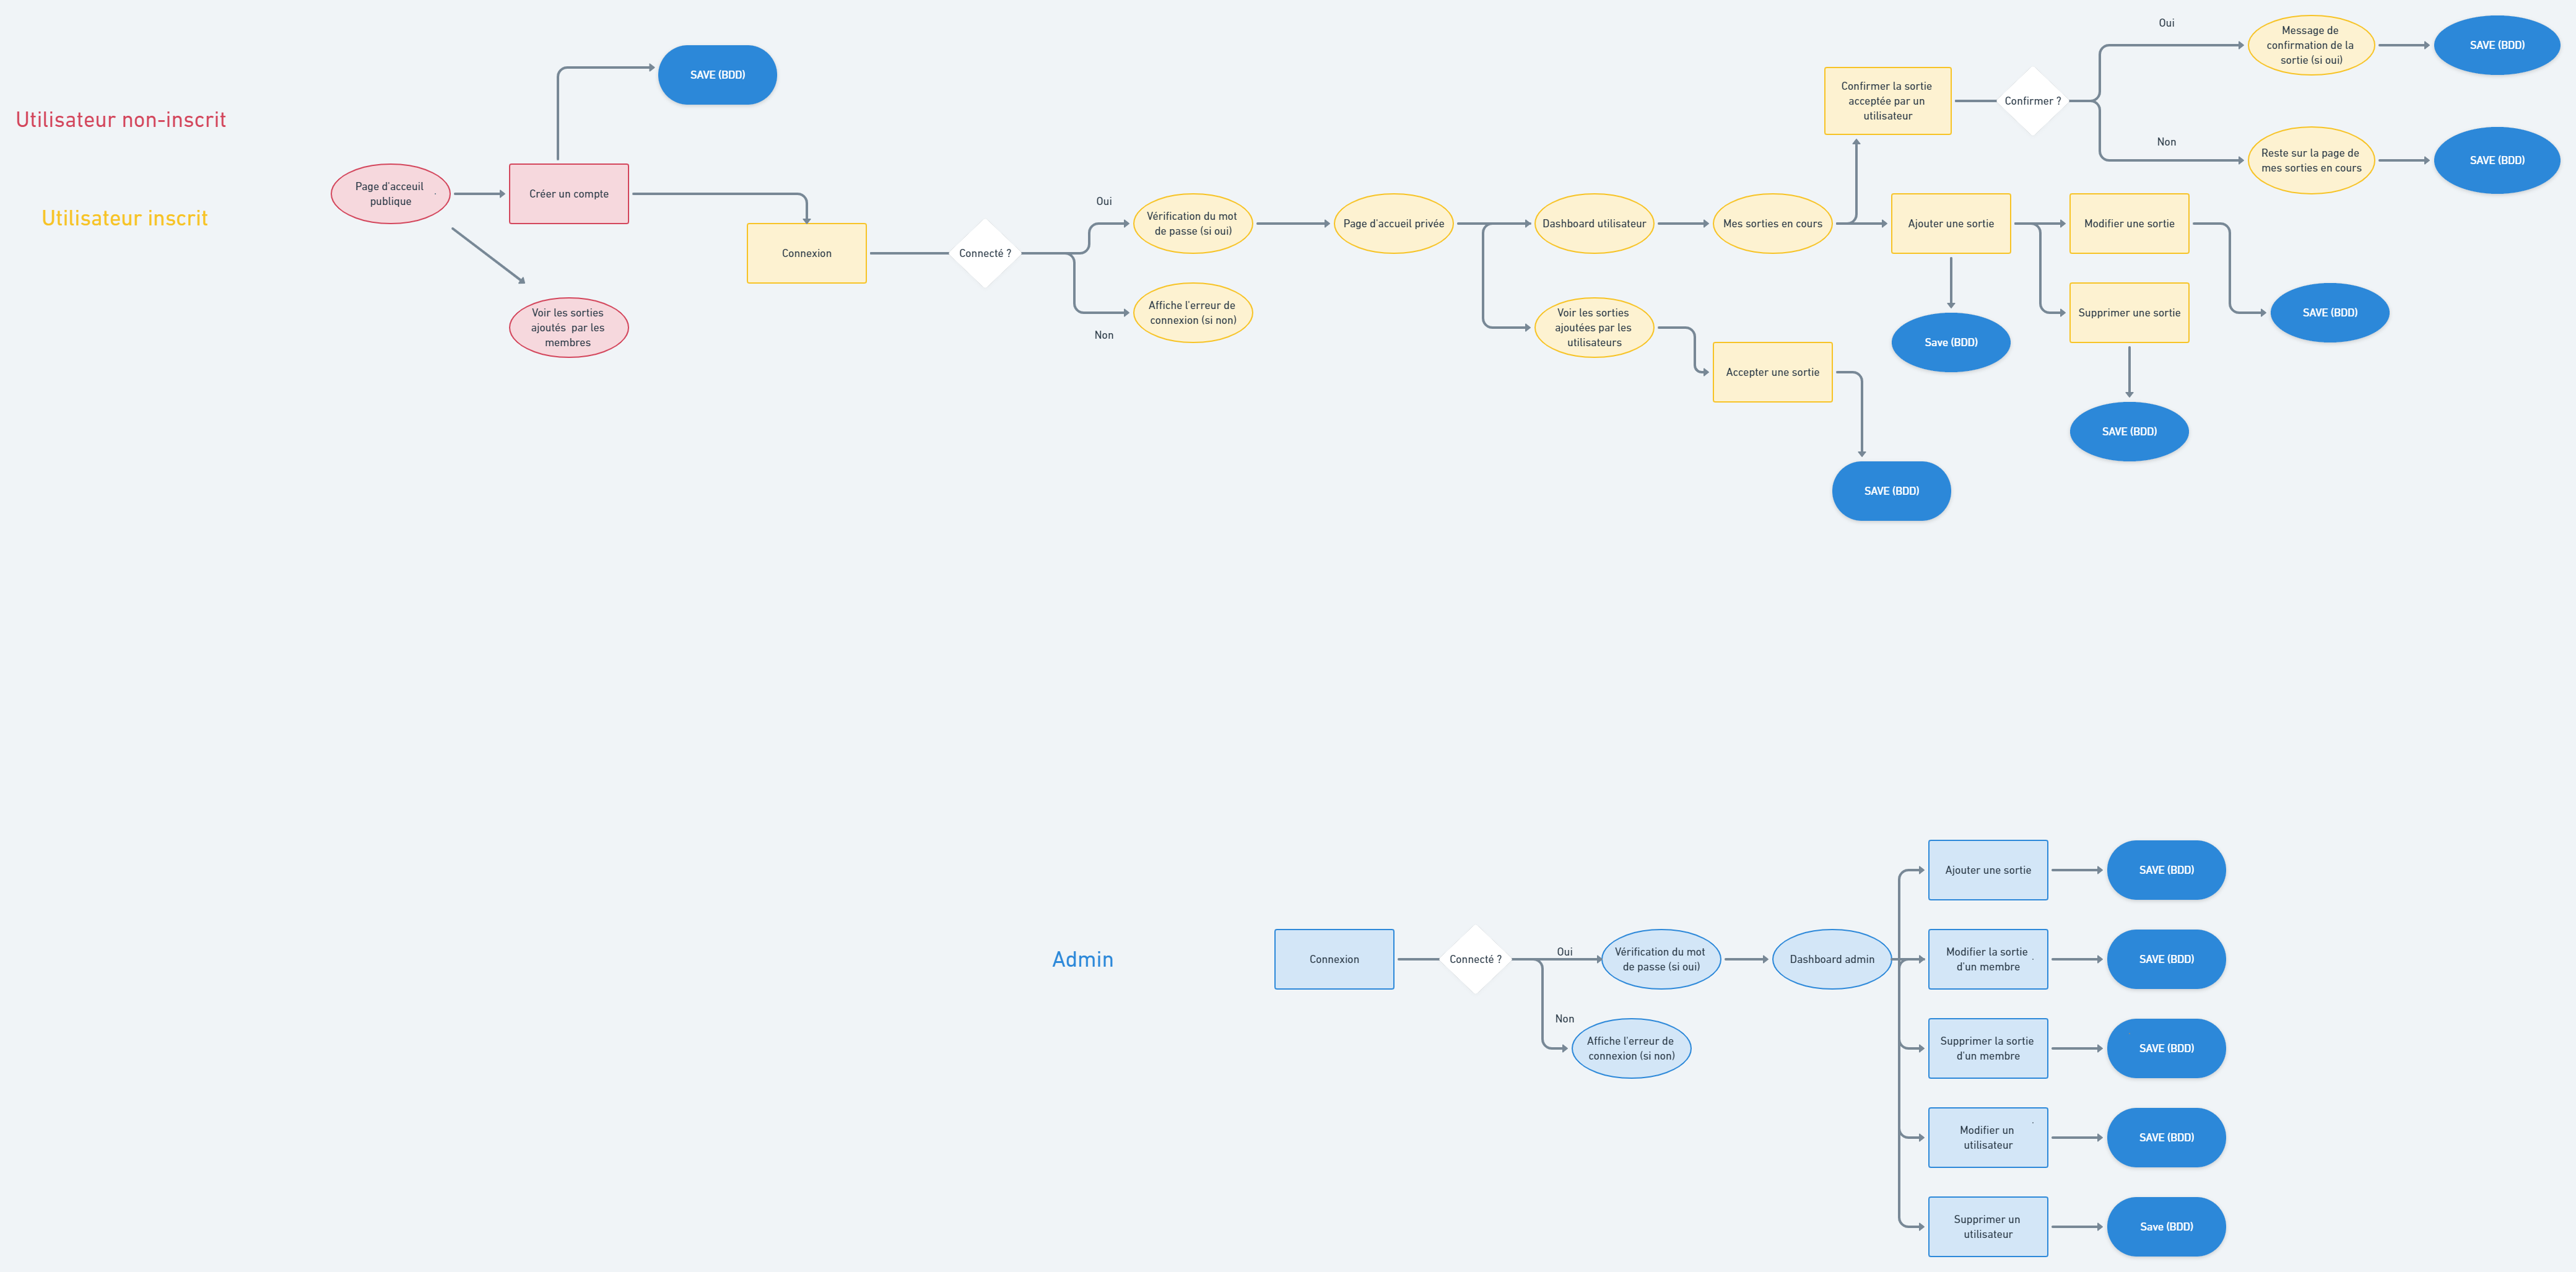 Utilisateur non-inscrit
Utilisateur inscrit
Page d'acceuil
publique
Créer un compte
SAVE (BDD)
Voir les sorties
ajoutés  par les
membres
Connexion
Connecté ?
Oui
Non
Vérification du mot
de passe (si oui)
Affiche l'erreur de
connexion (si non)
Page d'accueil privée
Dashboard utilisateur
Voir les sorties
ajoutées par les
utilisateurs
Mes sorties en cours
Accepter une sortie
SAVE (BDD)
Confirmer la sortie
acceptée par un
utilisateur
Confirmer ?
Oui
Non
Message de
confirmation de la
sortie (si oui)
SAVE (BDD)
Reste sur la page de
mes sorties en cours
SAVE (BDD)
Ajouter une sortie
Save (BDD)
Modifier une sortie
SAVE (BDD)
Supprimer une sortie
SAVE (BDD)
Admin
Connexion
Connecté ?
Oui
Non
Vérification du mot
de passe (si oui)
Affiche l'erreur de
connexion (si non)
Dashboard admin
Ajouter une sortie
SAVE (BDD)
Modifier la sortie
d'un membre
SAVE (BDD)
Supprimer la sortie
d'un membre
SAVE (BDD)
Modifier un
utilisateur
SAVE (BDD)
Supprimer un
utilisateur
Save (BDD)